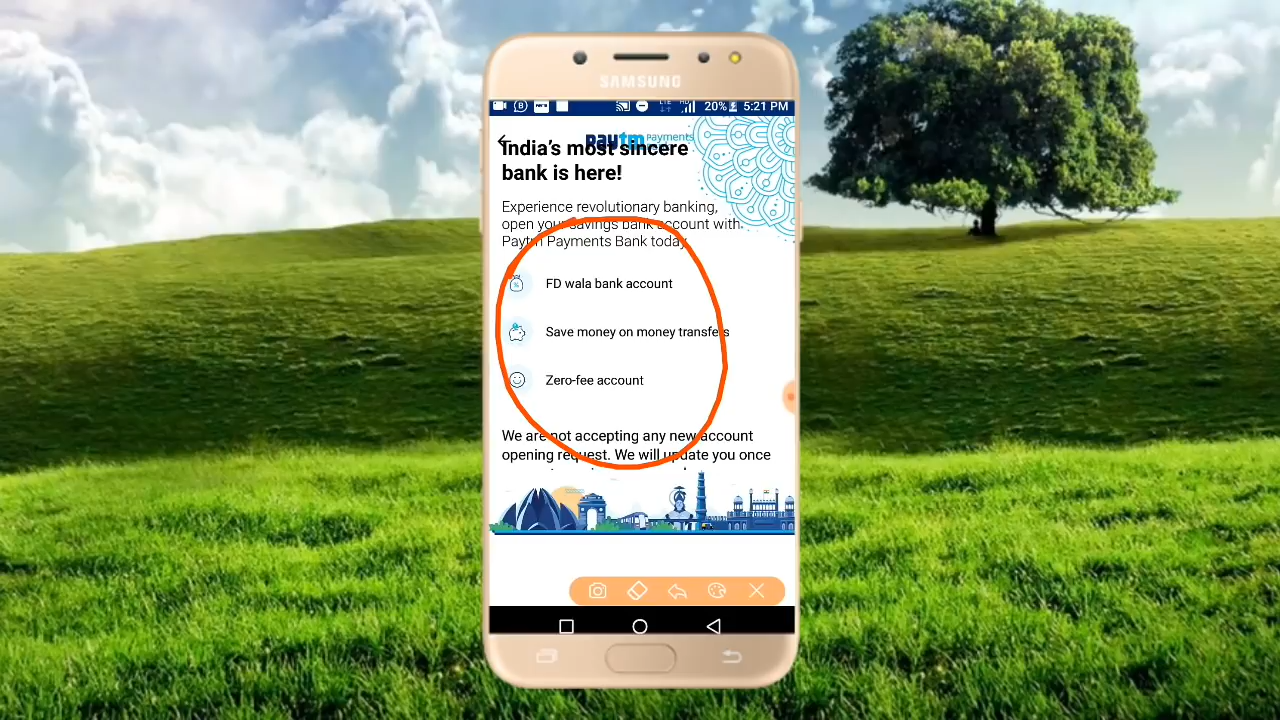 SAMSUNG
20% 5:21 PM
paytm Payments
India's most sincere
bank is here!
Experience revolutionary banking,
open your savings bank account with
Paytm Payments Bank today.
FD wala bank account
Save money on money transfers
Zero-fee account
We are not accepting any new account
opening request. We will update you once